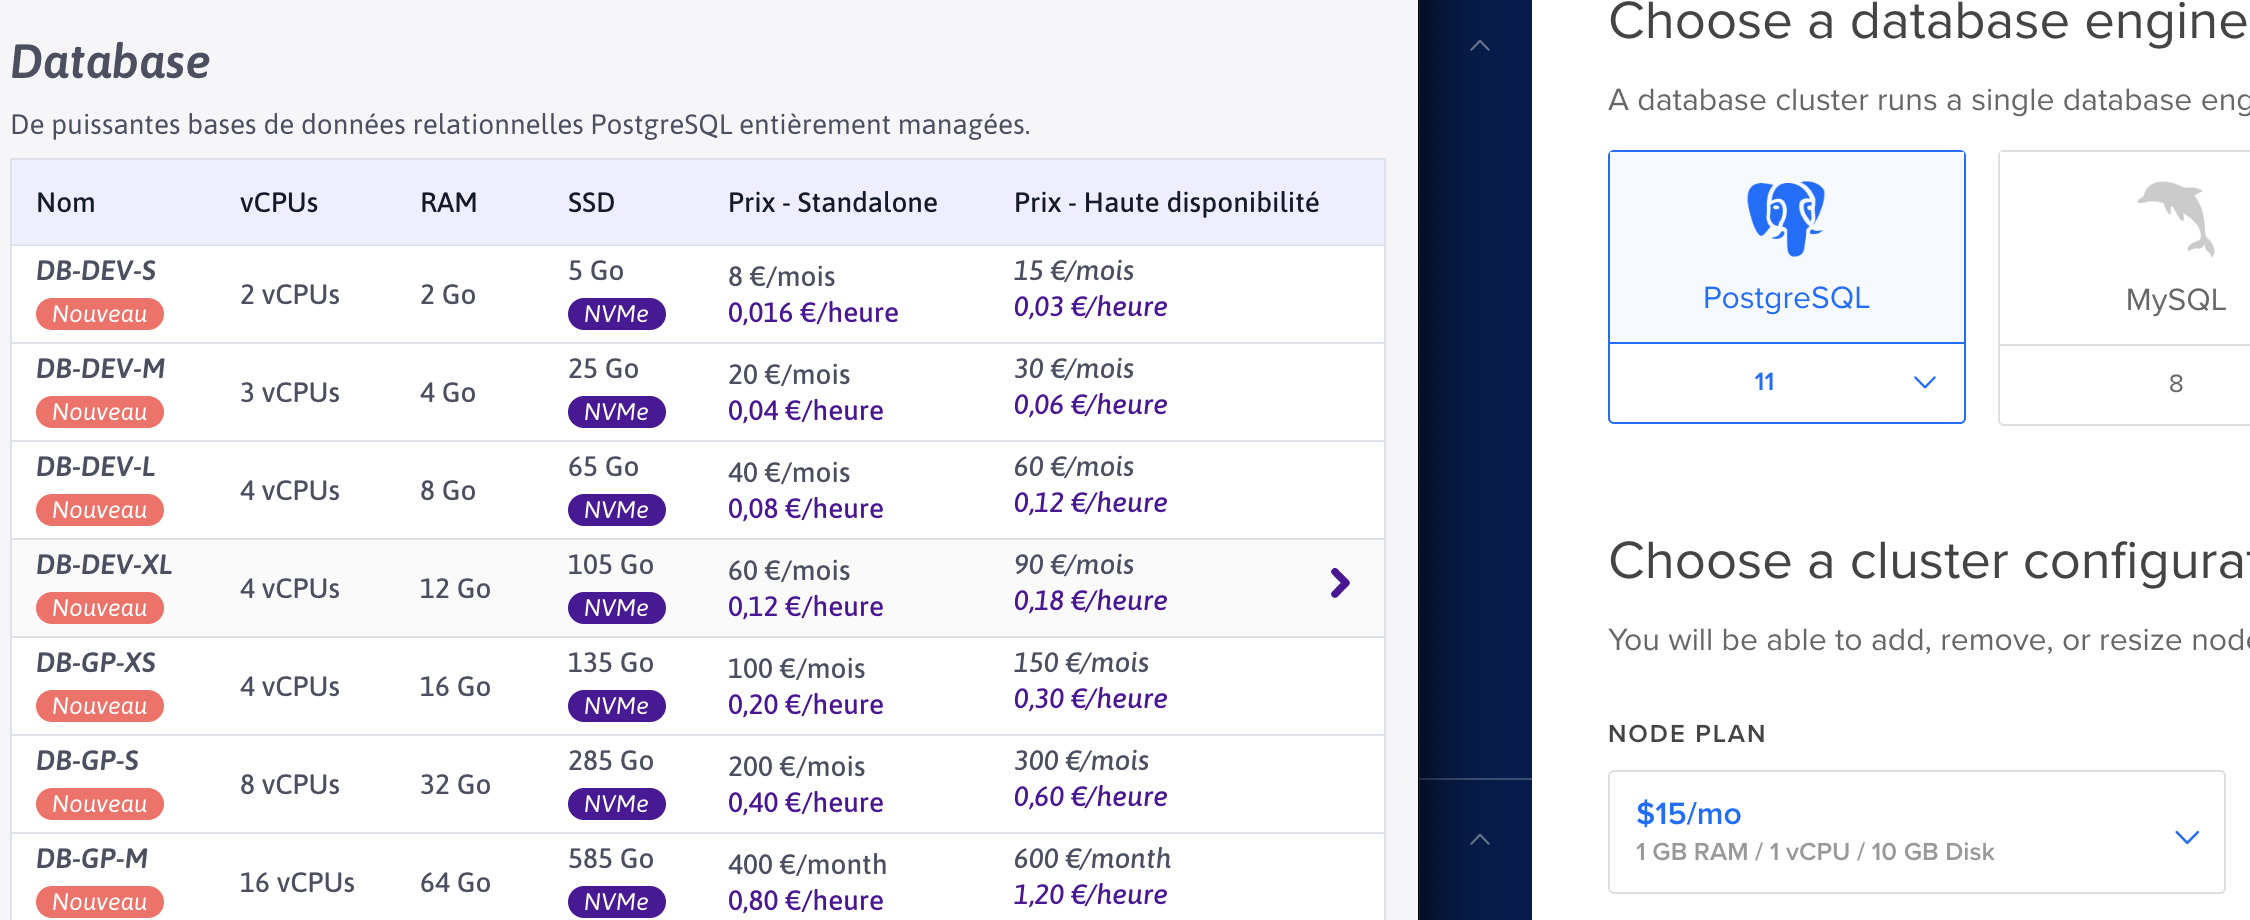 Database
De puissantes bases de données relationnelles PostgreSQL entièrement managées.
Nom vCPUs RAM SSD Prix - Standalone Prix - Haute disponibilité
DB-DEV-S 5 Go 15 €/mois
2 vCPUs 2 Go 8 €/mois
Nouveau NVMe 0,016 €/heure 0,03 €/heure
DB-DEV-M 25 Go 30 €/mois
3 vCPUs 4 Go 20 €/mois
Nouveau NVMe 0,04 €/heure 0,06 €/heure
DB-DEV-L 65 Go 60 €/mois
4 vCPUs 8 Go 40 €/mois
Nouveau NVMe 0,08 €/heure 0,12 €/heure
DB-DEV-XL 105 Go 90 €/mois
4 vCPUs 12 Go 60 €/mois
Nouveau NVMe 0,12 €/heure 0,18 €/heure
DB-GP-XS 135 Go 150 €/mois
4 vCPUs 16 Go 100 €/mois
Nouveau NVMe 0,20 €/heure 0,30 €/heure
DB-GP-S 285 Go 300 €/mois
8 vCPUs 32 Go 200 €/mois
Nouveau NVMe 0,40 €/heure 0,60 €/heure
DB-GP-M 585 Go 600 €/month
16 vCPUs 64 Go 400 €/month
Nouveau NVMe 0,80 €/heure 1,20 €/heure
Choose a database engine
A database cluster runs a single database eng
PostgreSQL MySQL
11 8
Choose a cluster configurat
You will be able to add, remove, or resize node
NODE PLAN
$15/mo
1 GB RAM / 1 vCPU / 10 GB Disk